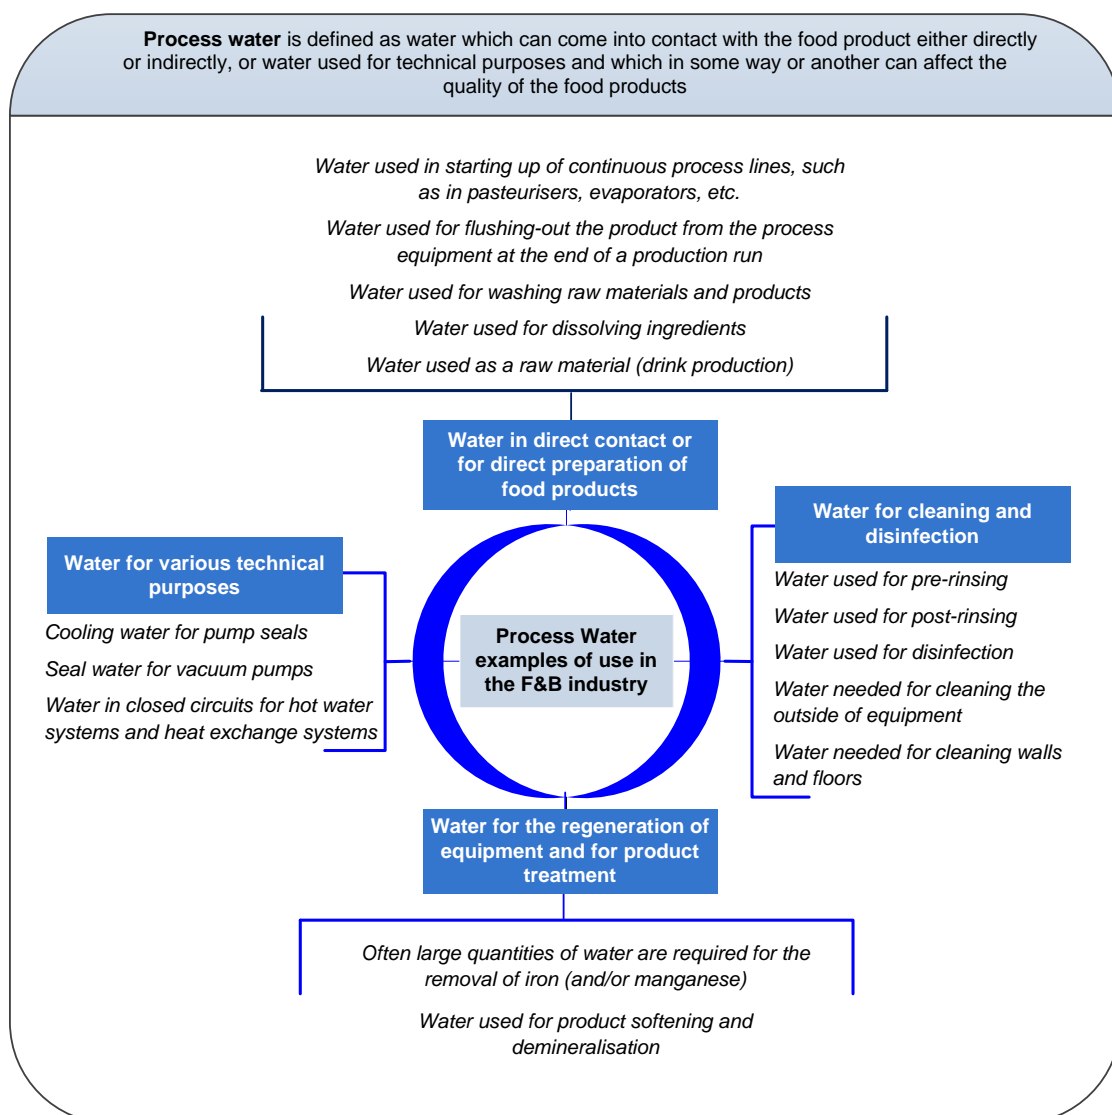 Process water is defined as water which can come into contact with the food product either directly
or indirectly, or water used for technical purposes and which in some way or another can affect the
quality of the food products
Water used in starting up of continuous process lines, such
as in pasteurisers, evaporators, etc.
Water used for flushing-out the product from the process
equipment at the end of a production run
Water used for washing raw materials and products
Water used for dissolving ingredients
Water used as a raw material (drink production)
Water in direct contact or
for direct preparation of
food products
Water for various technical
purposes
Cooling water for pump seals
Seal water for vacuum pumps
Water in closed circuits for hot water
systems and heat exchange systems
Process Water
examples of use in
the F&B industry
Water for cleaning and
disinfection
Water used for pre-rinsing
Water used for post-rinsing
Water used for disinfection
Water needed for cleaning the
outside of equipment
Water needed for cleaning walls
and floors
Water for the regeneration of
equipment and for product
treatment
Often large quantities of water are required for the
removal of iron (and/or manganese)
Water used for product softening and
demineralisation